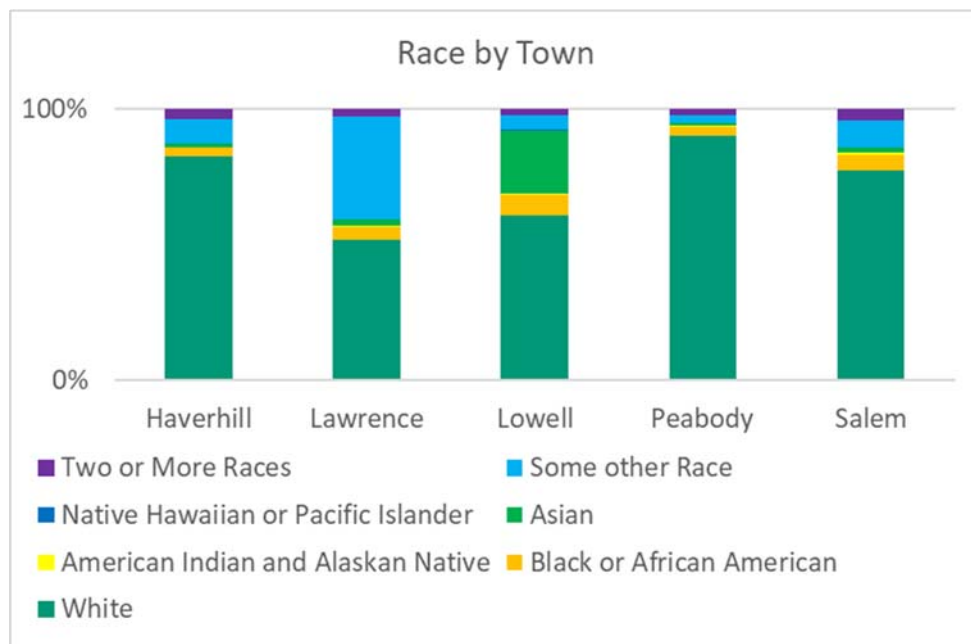 Race by Town
100%
0%
Haverhill Lawrence Lowell Peabody Salem
Two or More Races Some other Race
Native Hawaiian or Pacific Islander Asian
American Indian and Alaskan Native Black or African American
White